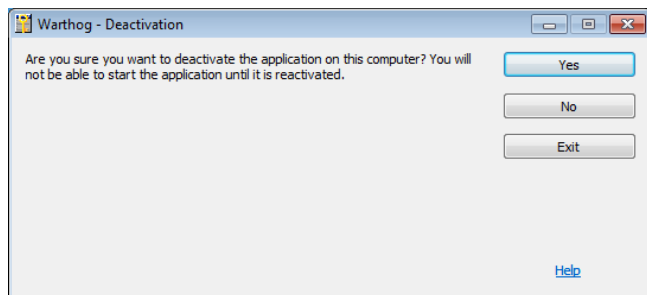 Warthog - Deactivation
Are you sure you want to deactivate the application on this computer? You will
not be able to start the application until it is reactivated.
Yes
No
Exit
Help